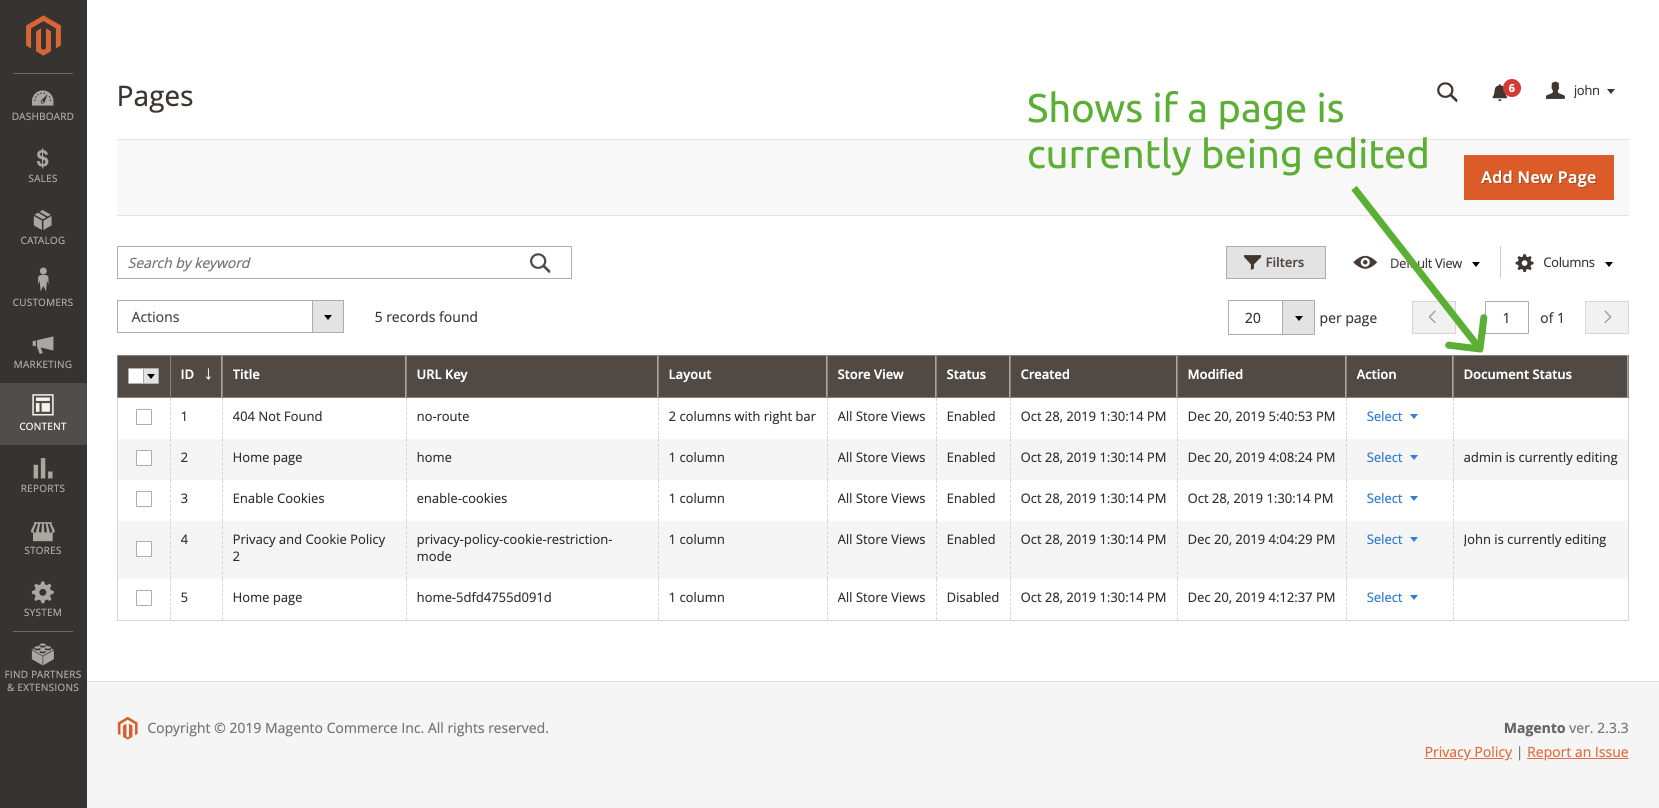 Pages
Shows if a page is
currently being edited
6
john
Add New Page
DASHBOARD
SALES
CATALOG
CUSTOMERS
MARKETING
CONTENT
REPORTS
STORES
SYSTEM
FIND PARTNERS
& EXTENSIONS
Search by keyword
Filters
Default View
Columns
Actions
5 records found
20
per page
1
of 1
ID ↓ Title URL Key Layout Store View Status Created Modified Action Document Status
1 404 Not Found no-route 2 columns with right bar All Store Views Enabled Oct 28, 2019 1:30:14 PM Dec 20, 2019 5:40:53 PM Select
2 Home page home 1 column All Store Views Enabled Oct 28, 2019 1:30:14 PM Dec 20, 2019 4:08:24 PM Select admin is currently editing
3 Enable Cookies enable-cookies 1 column All Store Views Enabled Oct 28, 2019 1:30:14 PM Oct 28, 2019 1:30:14 PM Select
4 Privacy and Cookie Policy privacy-policy-cookie-restriction- 1 column All Store Views Enabled Oct 28, 2019 1:30:14 PM Dec 20, 2019 4:04:29 PM Select John is currently editing
2 mode
5 Home page home-5dfd4755d091d 1 column All Store Views Disabled Oct 28, 2019 1:30:14 PM Dec 20, 2019 4:12:37 PM Select
Copyright © 2019 Magento Commerce Inc. All rights reserved.
Magento ver. 2.3.3
Privacy Policy | Report an Issue